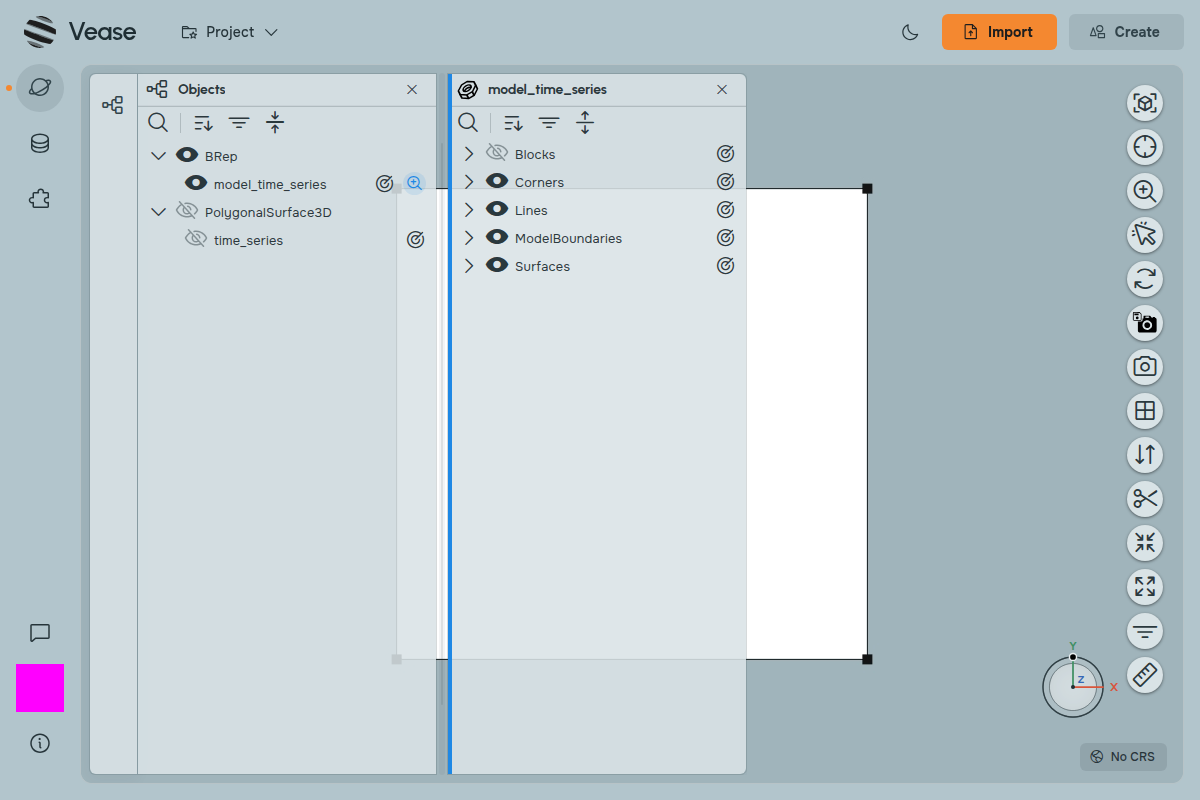 Vease
Project
Import
Create
Objects
BRep
model_time_series
PolygonalSurface3D
time_series
model_time_series
Blocks
Corners
Lines
ModelBoundaries
Surfaces
Y
Z
X
No CRS